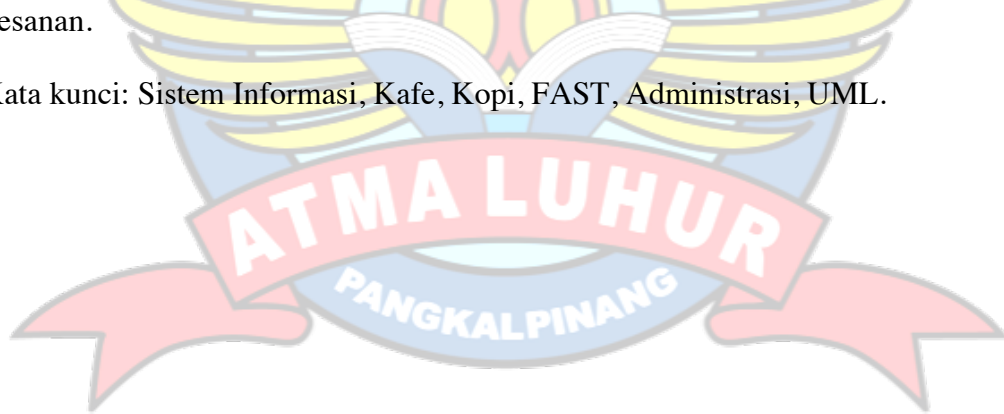 esanan.
Kata kunci: Sistem Informasi, Kafe, Kopi, FAST, Administrasi, UML.
ATMA LUHUR
PANGKALPINANG